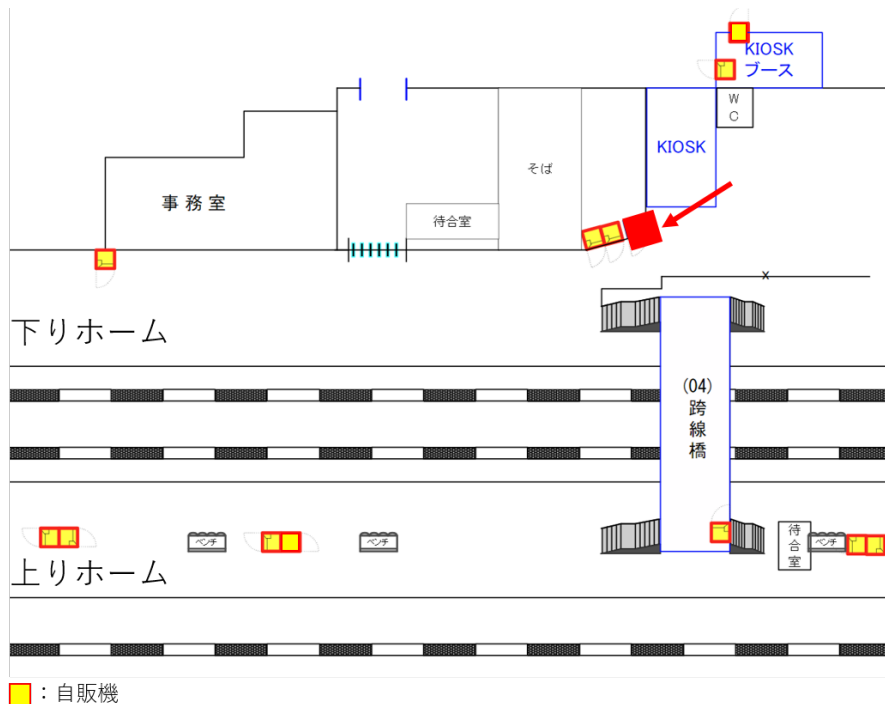 KIOSK
ブース
W
C
KIOSK
そば
事務室
待合室
x
下りホーム
(04)
跨
線
橋
ベンチ
ベンチ
待
合
室
ベンチ
上りホーム
：自販機